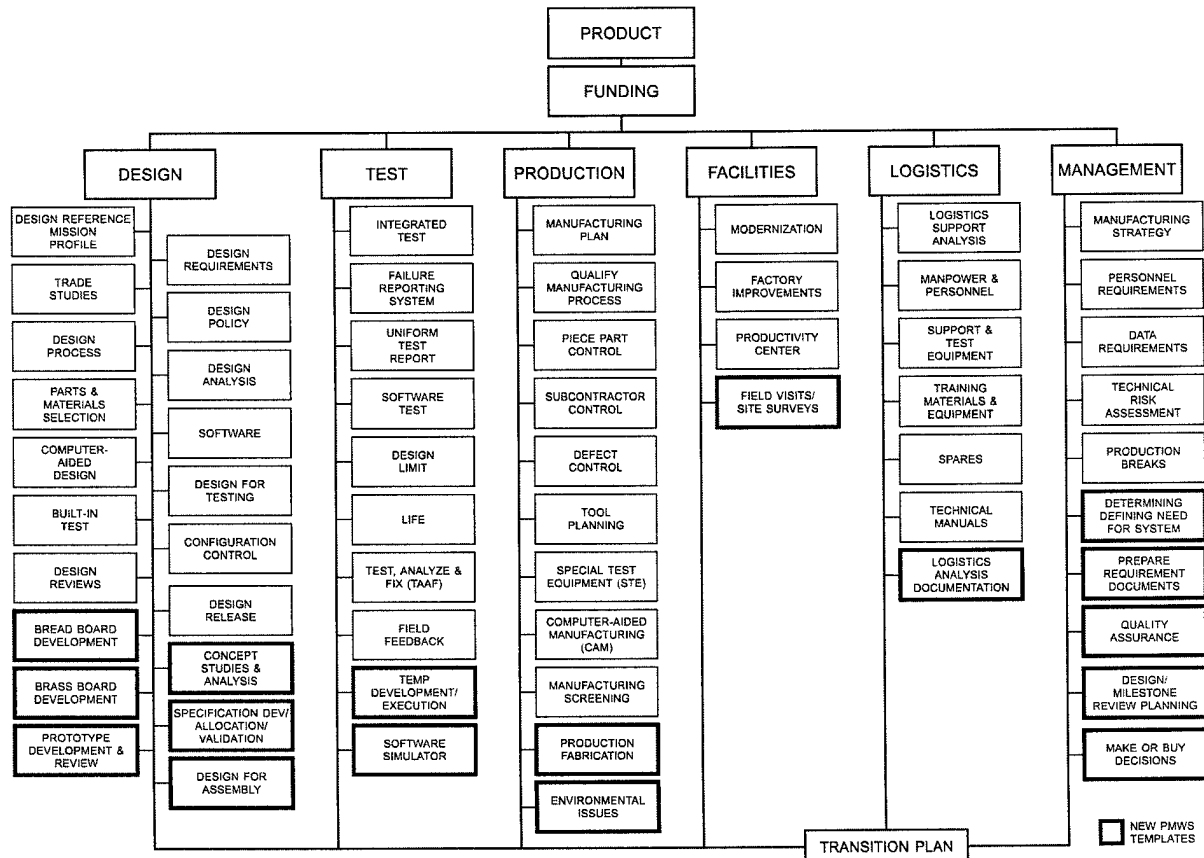 PRODUCT
FUNDING
DESIGN
TEST
PRODUCTION
FACILITIES
LOGISTICS
MANAGEMENT
DESIGN REFERENCE
MISSION
PROFILE
TRADE
STUDIES
DESIGN
PROCESS
PARTS &
MATERIALS
SELECTION
COMPUTER-
AIDED
DESIGN
BUILT-IN
TEST
DESIGN
REVIEWS
BREAD BOARD
DEVELOPMENT
BRASS BOARD
DEVELOPMENT
PROTOTYPE
DEVELOPMENT &
REVIEW
DESIGN
REQUIREMENTS
DESIGN
POLICY
DESIGN
ANALYSIS
SOFTWARE
DESIGN FOR
TESTING
CONFIGURATION
CONTROL
DESIGN
RELEASE
CONCEPT
STUDIES &
ANALYSIS
SPECIFICATION DEV/
ALLOCATION/
VALIDATION
DESIGN FOR
ASSEMBLY
INTEGRATED
TEST
FAILURE
REPORTING
SYSTEM
UNIFORM
TEST
REPORT
SOFTWARE
TEST
DESIGN
LIMIT
LIFE
TEST, ANALYZE &
FIX (TAAF)
FIELD
FEEDBACK
TEMP
DEVELOPMENT/
EXECUTION
SOFTWARE
SIMULATOR
MANUFACTURING
PLAN
QUALIFY
MANUFACTURING
PROCESS
PIECE PART
CONTROL
SUBCONTRACTOR
CONTROL
DEFECT
CONTROL
TOOL
PLANNING
SPECIAL TEST
EQUIPMENT (STE)
COMPUTER-AIDED
MANUFACTURING
(CAM)
MANUFACTURING
SCREENING
PRODUCTION
FABRICATION
ENVIRONMENTAL
ISSUES
MODERNIZATION
FACTORY
IMPROVEMENTS
PRODUCTIVITY
CENTER
FIELD VISITS/
SITE SURVEYS
LOGISTICS
SUPPORT
ANALYSIS
MANPOWER &
PERSONNEL
SUPPORT &
TEST
EQUIPMENT
TRAINING
MATERIALS &
EQUIPMENT
SPARES
TECHNICAL
MANUALS
LOGISTICS
ANALYSIS
DOCUMENTATION
MANUFACTURING
STRATEGY
PERSONNEL
REQUIREMENTS
DATA
REQUIREMENTS
TECHNICAL
RISK
ASSESSMENT
PRODUCTION
BREAKS
DETERMINING
DEFINING NEED
FOR SYSTEM
PREPARE
REQUIREMENT
DOCUMENTS
QUALITY
ASSURANCE
DESIGN/
MILESTONE
REVIEW PLANNING
MAKE OR BUY
DECISIONS
TRANSITION PLAN
NEW PMWS
TEMPLATES